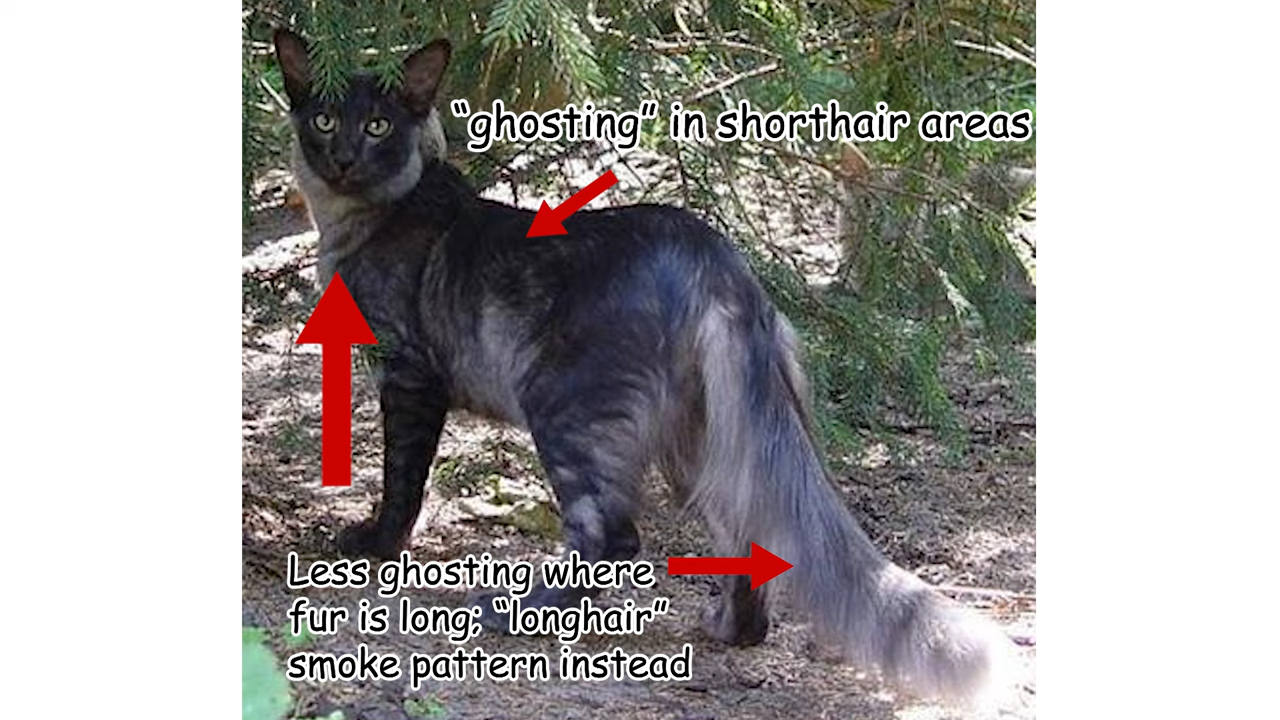 “ghosting” in shorthair areas
Less ghosting where
fur is long; “longhair”
smoke pattern instead